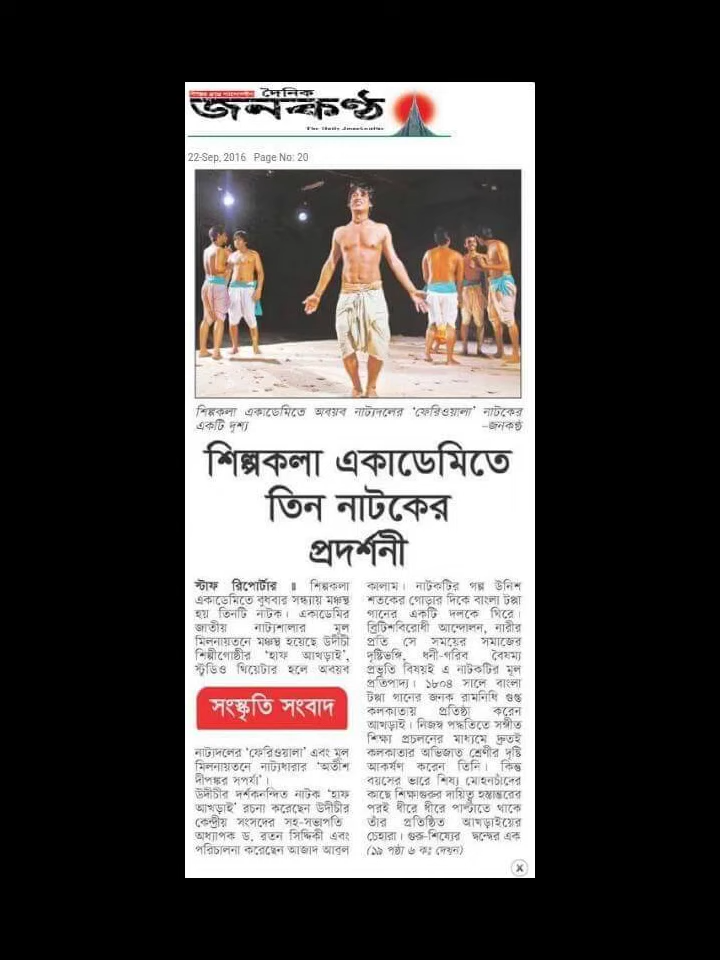 দৈনিক
জনকণ্ঠ
The Daily Janakantha
22-Sep, 2016 Page No: 20
শিল্পকলা একাডেমিতে অবয়ব নাট্যদলের ‘ফেরিওয়ালা’ নাটকের
একটি দৃশ্য –জনকণ্ঠ
শিল্পকলা একাডেমিতে
তিন নাটকের
প্রদর্শনী
স্টাফ রিপোর্টার ॥ শিল্পকলা
একাডেমিতে বুধবার সন্ধ্যায় মঞ্চস্থ
হয় তিনটি নাটক। একাডেমির
জাতীয় নাট্যশালার মূল
মিলনায়তনে মঞ্চস্থ হয়েছে উদীচী
শিল্পীগোষ্ঠীর ‘হাফ আখড়াই’,
স্টুডিও থিয়েটার হলে অবয়ব
সংস্কৃতি সংবাদ
নাট্যদলের ‘ফেরিওয়ালা’ এবং মূল
মিলনায়তনে নাট্যধারার ‘অতীশ
দীপঙ্কর সপর্যা’।
উদীচীর দর্শকনন্দিত নাটক ‘হাফ
আখড়াই’ রচনা করেছেন উদীচীর
কেন্দ্রীয় সংসদের সহ-সভাপতি
অধ্যাপক ড. রতন সিদ্দিকী এবং
পরিচালনা করেছেন আজাদ আবুল
কালাম। নাটকটির গল্প উনিশ
শতকের গোড়ার দিকে বাংলা টপ্পা
গানের একটি দলকে ঘিরে।
ব্রিটিশবিরোধী আন্দোলন, নারীর
প্রতি সে সময়ের সমাজের
দৃষ্টিভঙ্গি, ধনী-গরিব বৈষম্য
প্রভৃতি বিষয়ই এ নাটকটির মূল
প্রতিপাদ্য। ১৮০৪ সালে বাংলা
টপ্পা গানের জনক রামনিধি গুপ্ত
কলকাতায় প্রতিষ্ঠা করেন
আখড়াই। নিজস্ব পদ্ধতিতে সঙ্গীত
শিক্ষা প্রচলনের মাধ্যমে দ্রুতই
কলকাতার অভিজাত শ্রেণীর দৃষ্টি
আকর্ষণ করেন তিনি। কিন্তু
বয়সের ভারে শিষ্য মোহনচাঁদের
কাছে শিক্ষাগুরুর দায়িত্ব হস্তান্তরের
পরই ধীরে ধীরে পাল্টাতে থাকে
তাঁর প্রতিষ্ঠিত আখড়াইয়ের
চেহারা। গুরু-শিষ্যের দ্বন্দ্বের এক
(১৯ পৃষ্ঠা ৬ কঃ দেখুন)